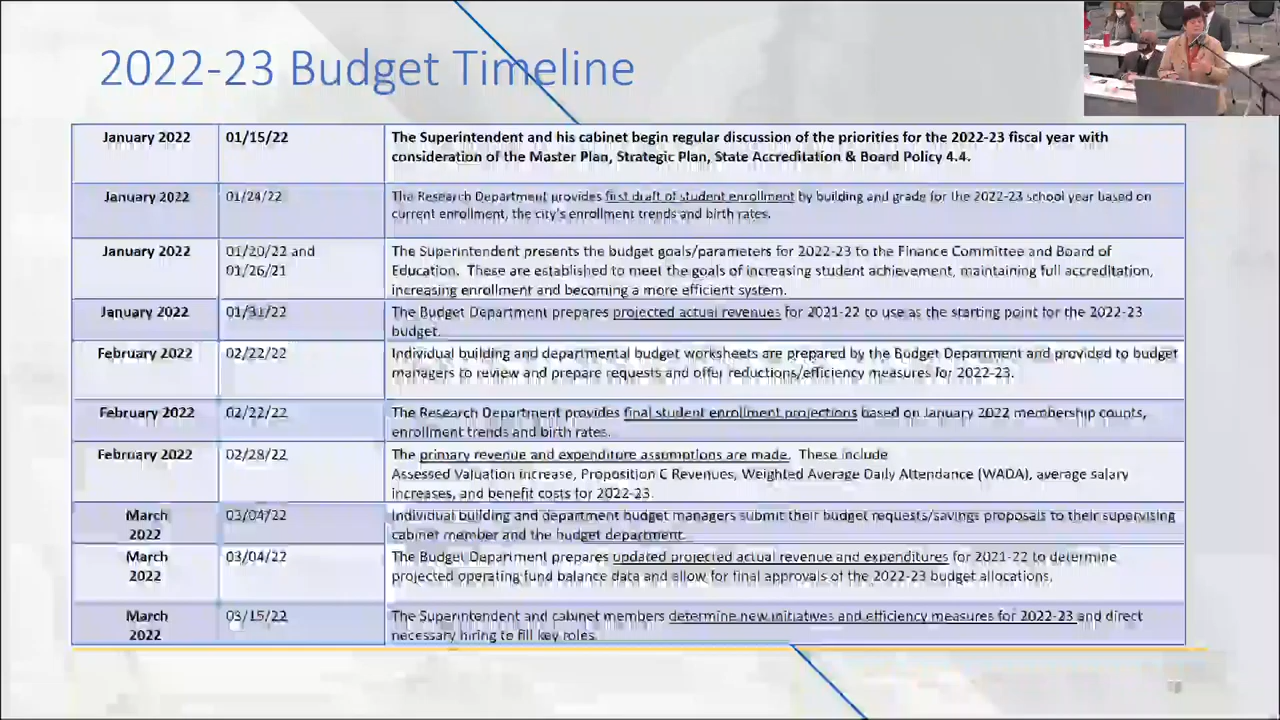 2022-23 Budget Timeline
January 2022 01/15/22 The Superintendent and his cabinet begin regular discussion of the priorities for the 2022-23 fiscal year with
consideration of the Master Plan, Strategic Plan, State Accreditation & Board Policy 4.4.
January 2022 01/24/22 The Research Department provides first draft of student enrollment by building and grade for the 2022-23 school year based on
current enrollment, the city's enrollment trends and birth rates.
January 2022 01/20/22 and The Superintendent presents the budget goals/parameters for 2022-23 to the Finance Committee and Board of
01/26/21 Education. These are established to meet the goals of increasing student achievement, maintaining full accreditation,
increasing enrollment and becoming a more efficient system.
January 2022 01/31/22 The Budget Department prepares projected actual revenues for 2021-22 to use as the starting point for the 2022-23
budget.
February 2022 02/22/22 Individual building and departmental budget worksheets are prepared by the Budget Department and provided to budget
managers to review and prepare requests and offer reductions/efficiency measures for 2022-23.
February 2022 02/22/22 The Research Department provides final student enrollment projections based on January 2022 membership counts,
enrollment trends and birth rates.
February 2022 02/28/22 The primary revenue and expenditure assumptions are made. These include
Assessed Valuation increase, Proposition C Revenues, Weighted Average Daily Attendance (WADA), average salary
increases, and benefit costs for 2022-23.
March 03/04/22 Individual building and department budget managers submit their budget requests/savings proposals to their supervising
2022 cabinet member and the budget department.
March 03/04/22 The Budget Department prepares updated projected actual revenue and expenditures for 2021-22 to determine
2022 projected operating fund balance data and allow for final approvals of the 2022-23 budget allocations.
March 03/15/22 The Superintendent and cabinet members determine new initiatives and efficiency measures for 2022-23 and direct
2022 necessary hiring to fill key roles.